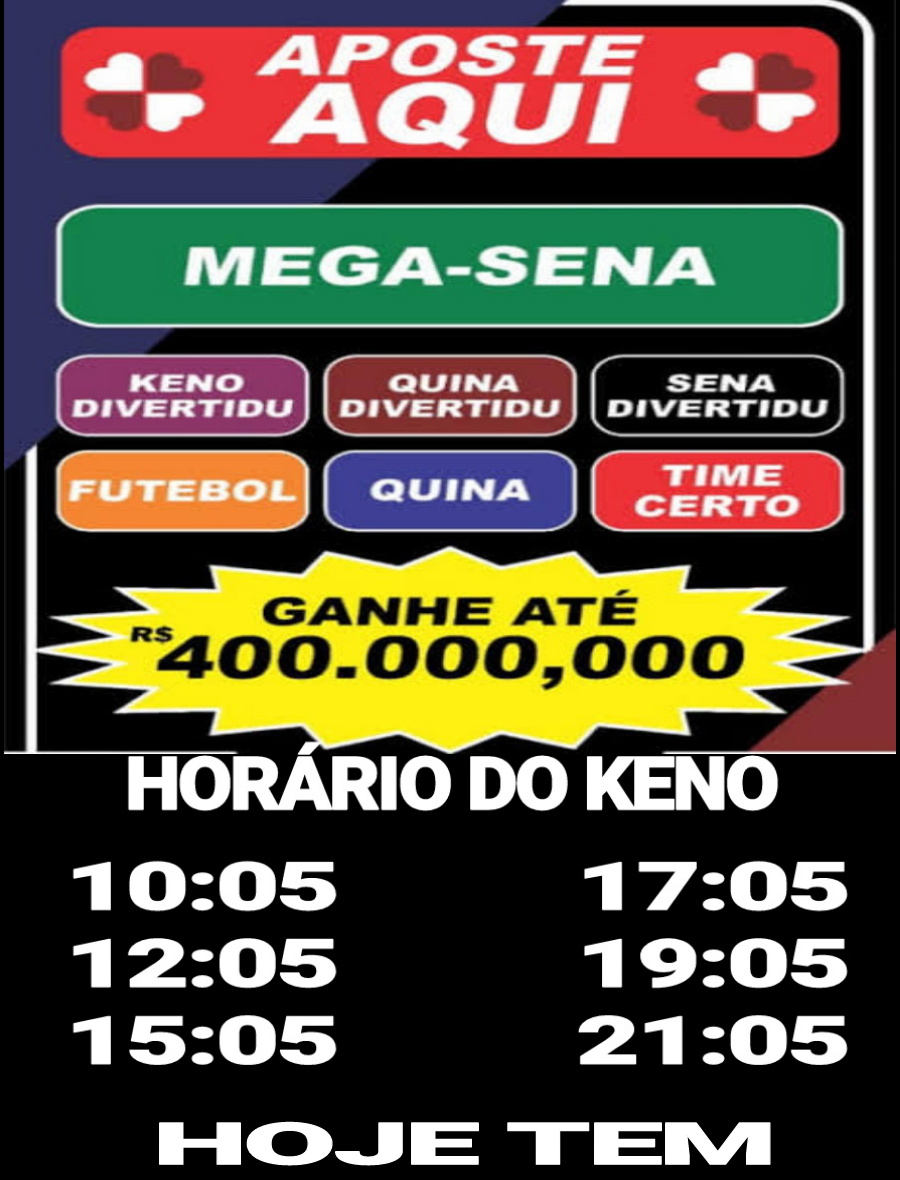 APOSTE
AQUI
MEGA-SENA
KENO
DIVERTIDU
QUINA
DIVERTIDU
SENA
DIVERTIDU
FUTEBOL
QUINA
TIME
CERTO
GANHE ATÉ
R$ 400.000,000
HORÁRIO DO KENO
10:05 17:05
12:05 19:05
15:05 21:05
HOJE TEM